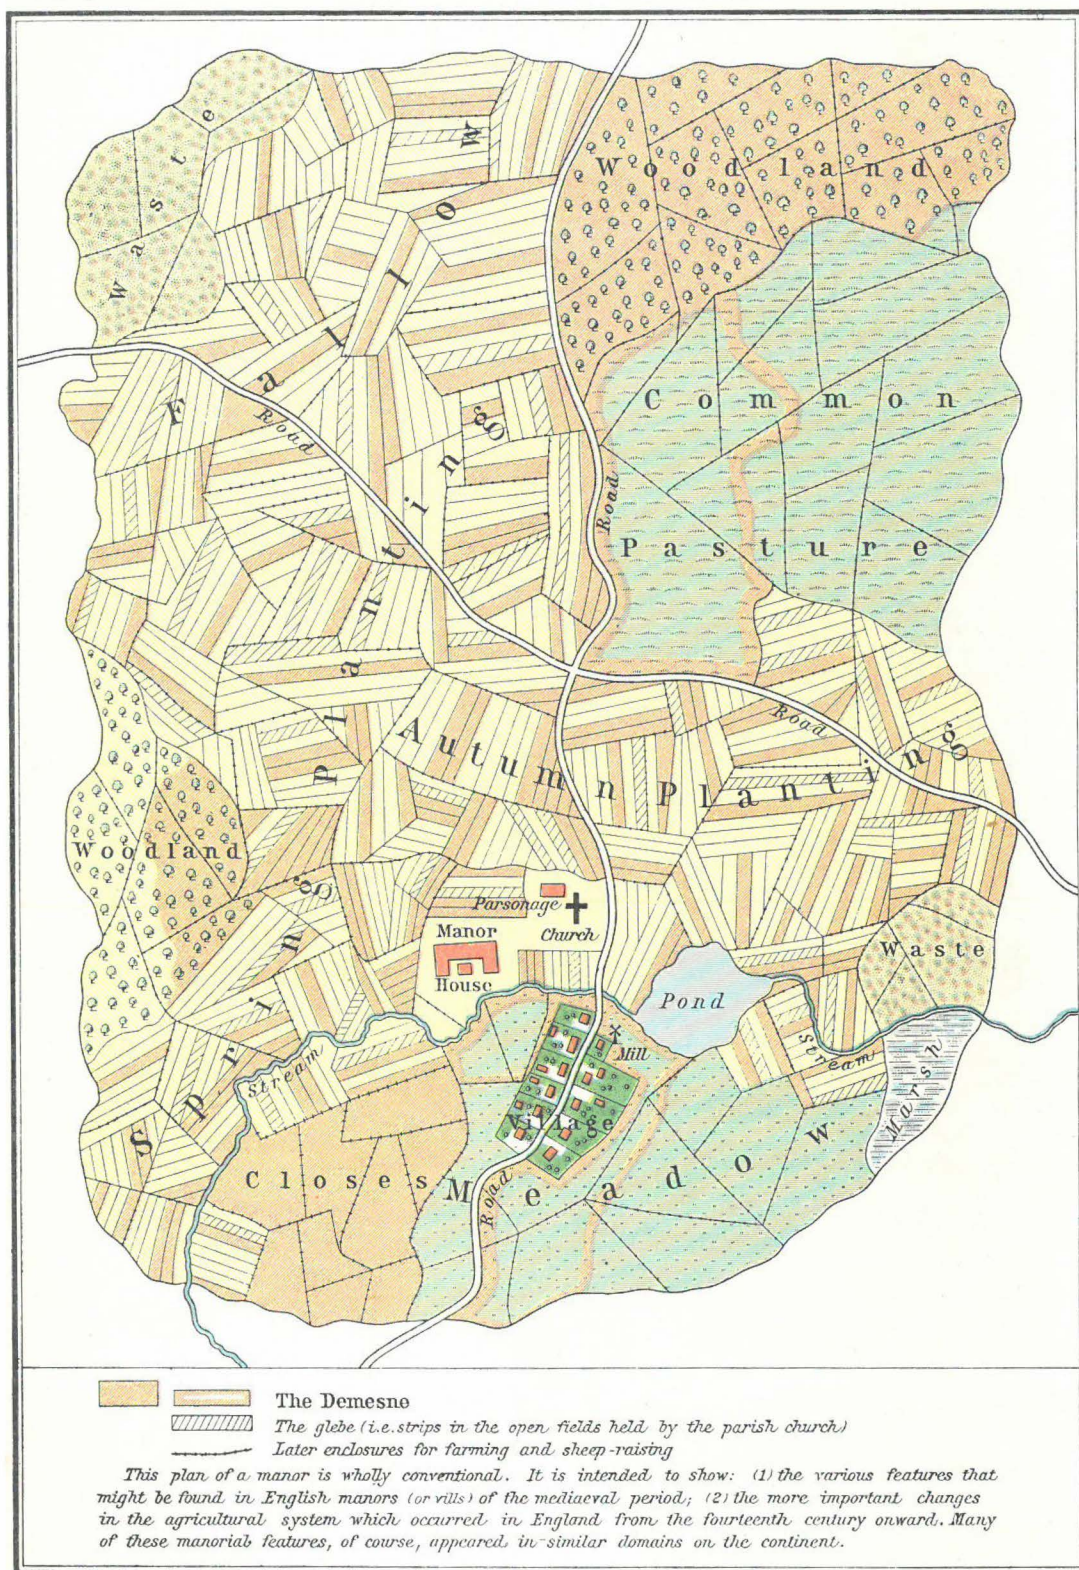 Waste
Woodland
Fallow
Common
Road
Road
Pasture
Spring Planting
Autumn Planting
Road
Woodland
Parsonage
Church
Manor
House
Waste
Pond
Stream
Stream
Mill
Marsh
Village
Closes
Meadow
Road
The Demesne
The glebe (i.e. strips in the open fields held by the parish church)
Later enclosures for farming and sheep-raising
This plan of a manor is wholly conventional. It is intended to show: (1) the various features that
might be found in English manors (or vills) of the mediaeval period; (2) the more important changes
in the agricultural system which occurred in England from the fourteenth century onward. Many
of these manorial features, of course, appeared in similar domains on the continent.